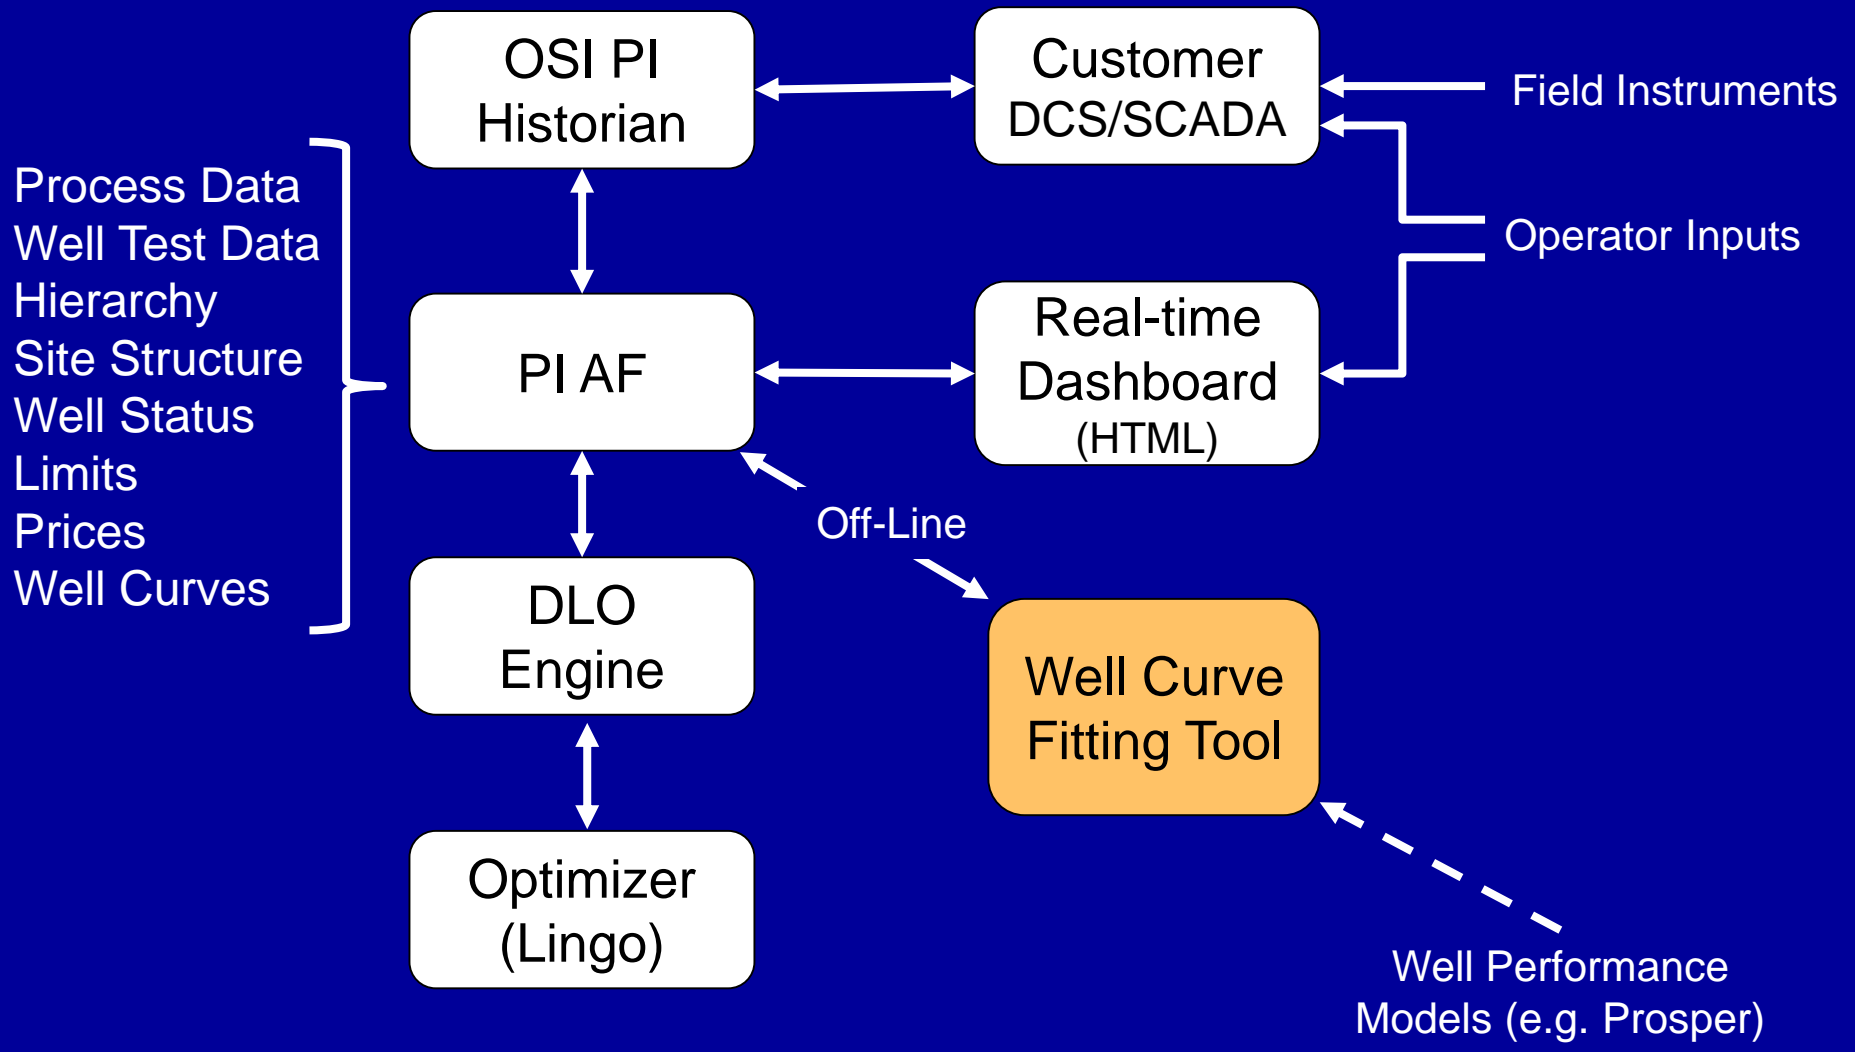 OSI PI
Historian
Customer
DCS/SCADA
Field Instruments
Operator Inputs
Process Data
Well Test Data
Hierarchy
Site Structure
Well Status
Limits
Prices
Well Curves
PI AF
Real-time
Dashboard
(HTML)
Off-Line
DLO
Engine
Well Curve
Fitting Tool
Optimizer
(Lingo)
Well Performance
Models (e.g. Prosper)